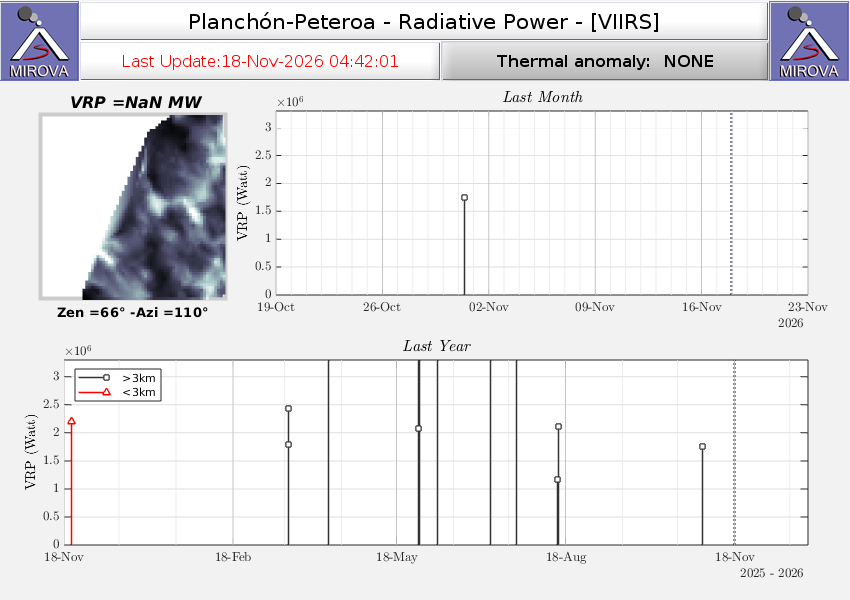 Planchón-Peteroa - Radiative Power - [VIIRS]
MIROVA
Last Update:18-Nov-2026 04:42:01
Thermal anomaly: NONE
MIROVA
VRP =NaN MW
Zen =66° -Azi =110°
Last Month
×10⁶
VRP (Watt)
3
2.5
2
1.5
1
0.5
0
19-Oct
26-Oct
02-Nov
09-Nov
16-Nov
23-Nov
2026
Last Year
×10⁶
VRP (Watt)
3
2.5
2
1.5
1
0.5
0
>3km
<3km
18-Nov
18-Feb
18-May
18-Aug
18-Nov
2025 - 2026